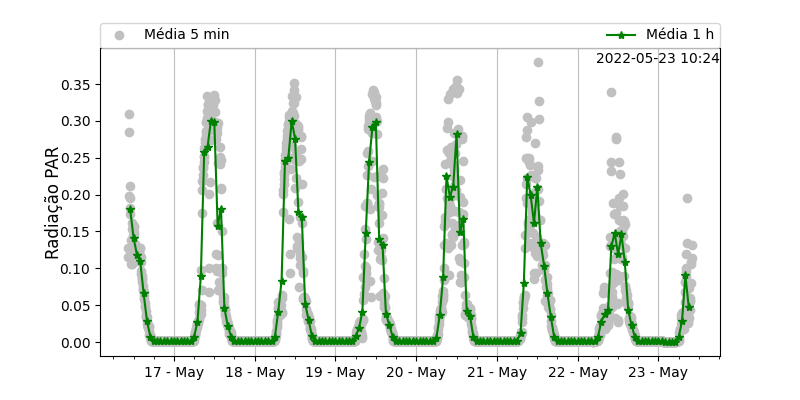 Média 5 min
Média 1 h
2022-05-23 10:24
Radiação PAR
0.35
0.30
0.25
0.20
0.15
0.10
0.05
0.00
17 - May
18 - May
19 - May
20 - May
21 - May
22 - May
23 - May